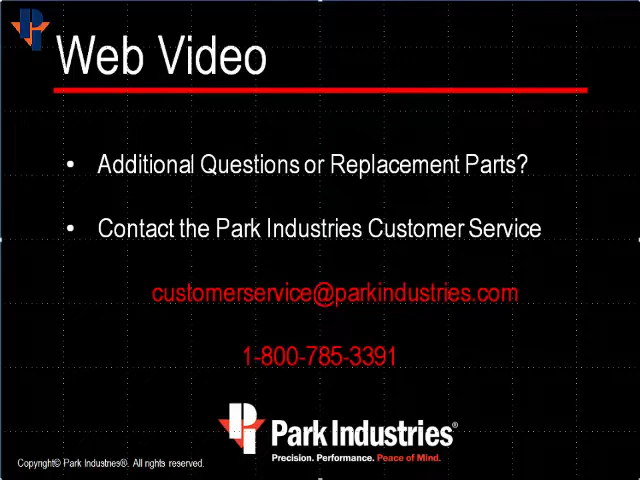 Web Video
• Additional Questions or Replacement Parts?
• Contact the Park Industries Customer Service
customerservice@parkindustries.com
1-800-785-3391
Park Industries®
Precision. Performance. Peace of Mind.
Copyright© Park Industries®. All rights reserved.